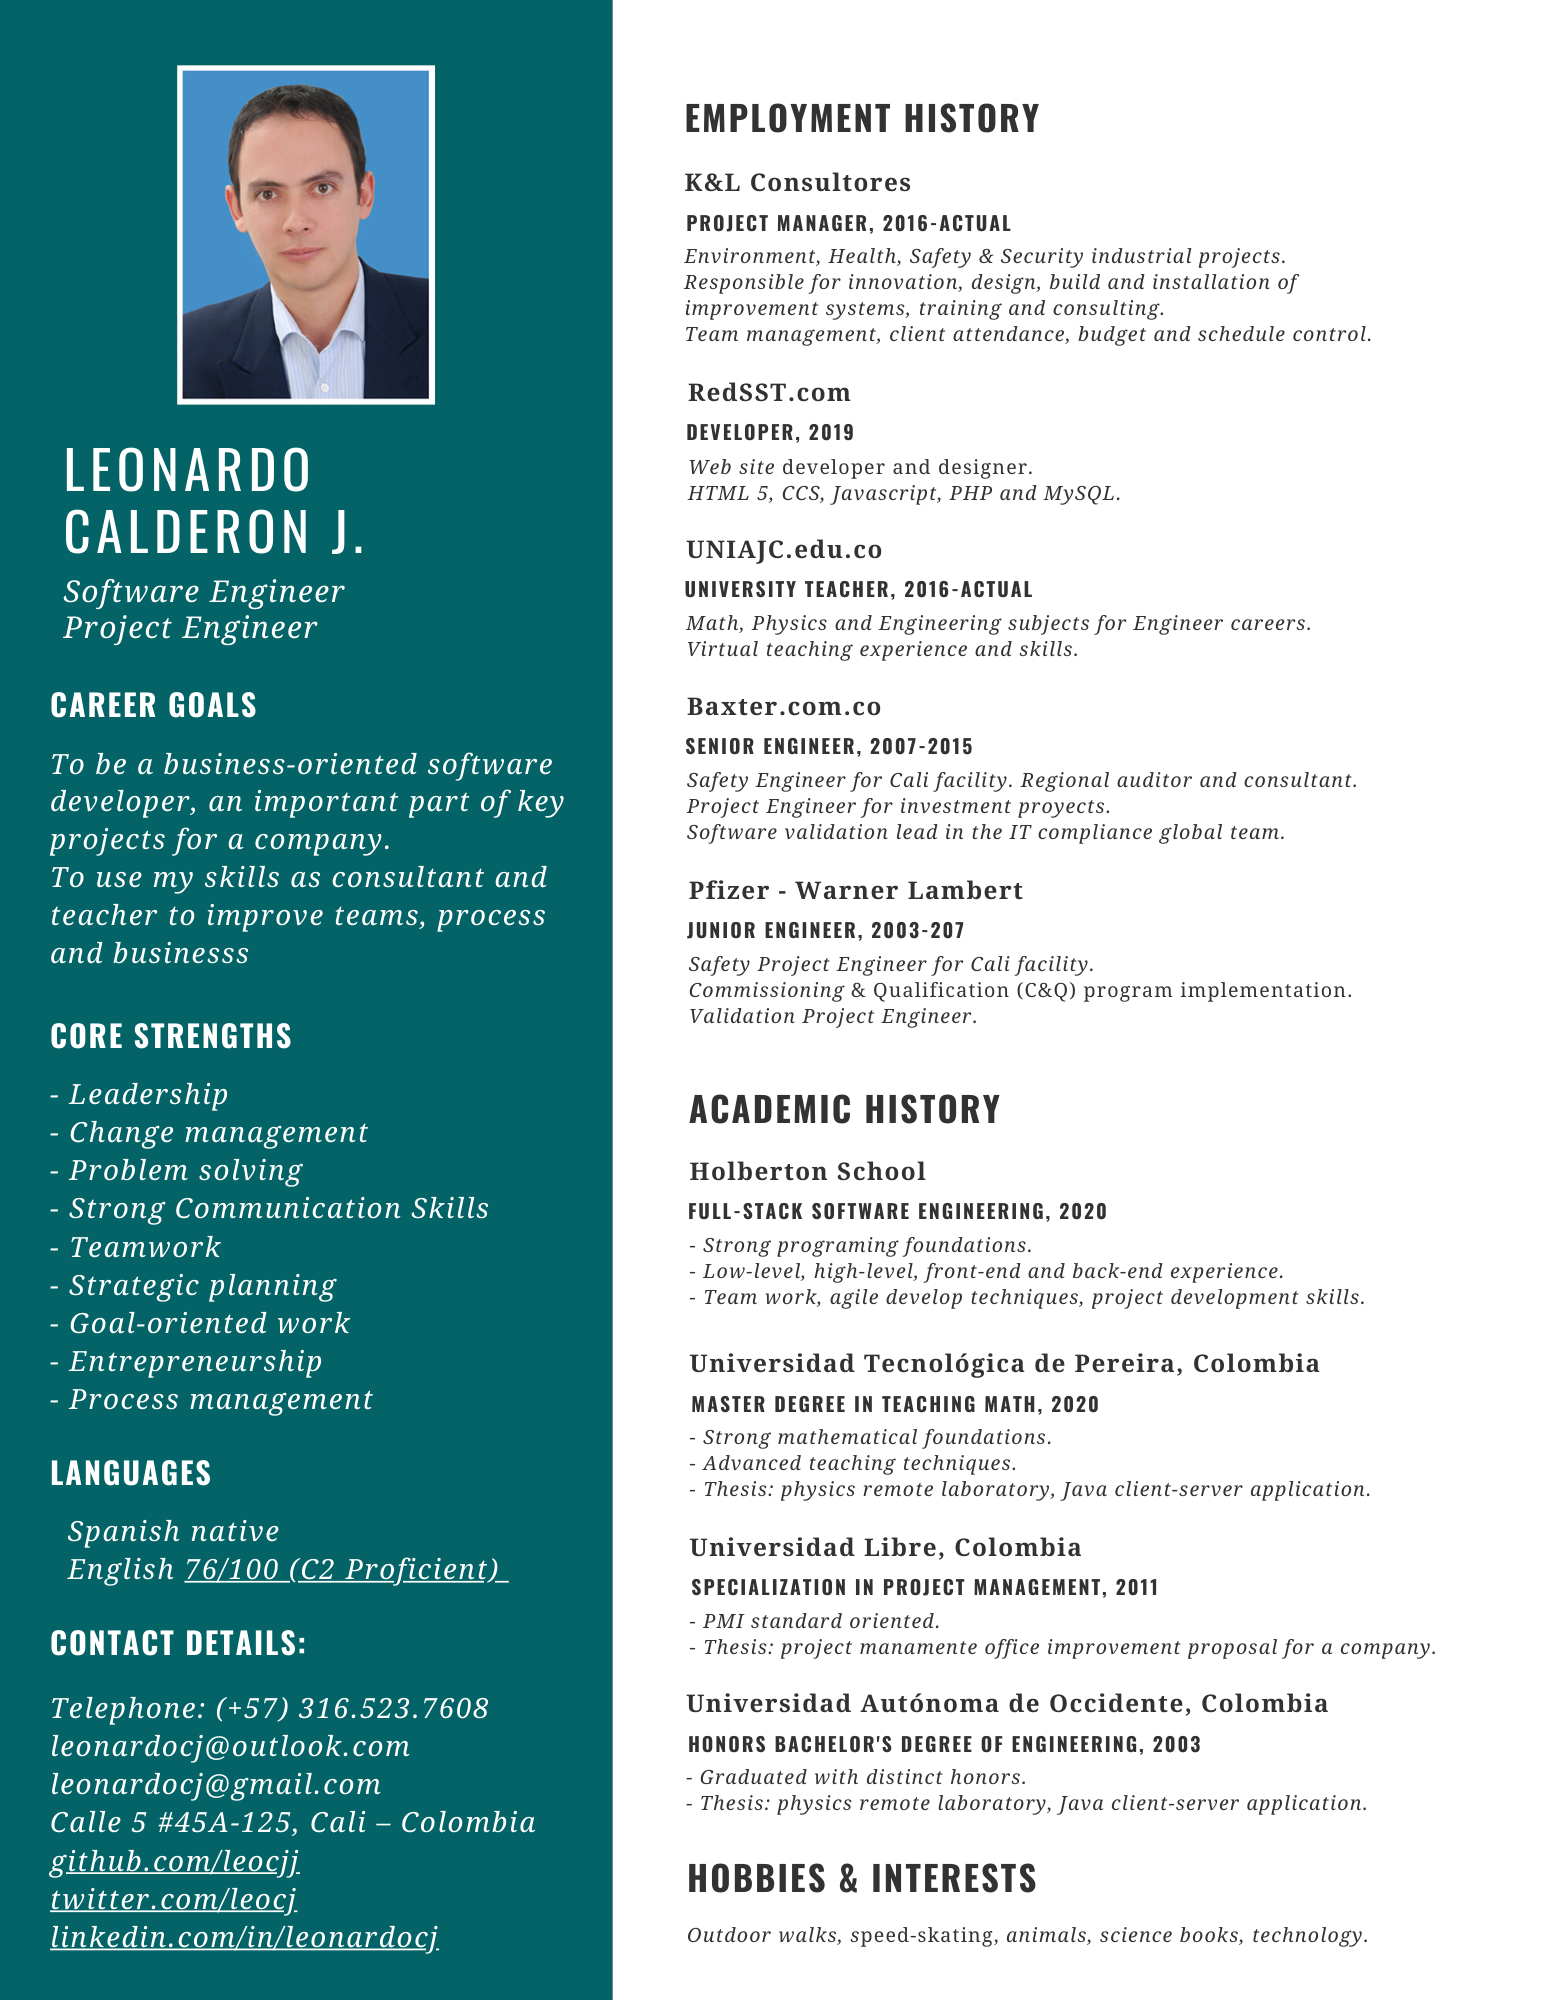 LEONARDO
CALDERON J.
Software Engineer
Project Engineer
CAREER GOALS
To be a business-oriented software
developer, an important part of key
projects for a company.
To use my skills as consultant and
teacher to improve teams, process
and businesss
CORE STRENGTHS
- Leadership
- Change management
- Problem solving
- Strong Communication Skills
- Teamwork
- Strategic planning
- Goal-oriented work
- Entrepreneurship
- Process management
LANGUAGES
Spanish native
English 76/100 (C2 Proficient)
CONTACT DETAILS:
Telephone: (+57) 316.523.7608
leonardocj@outlook.com
leonardocj@gmail.com
Calle 5 #45A-125, Cali – Colombia
github.com/leocjj
twitter.com/leocj
linkedin.com/in/leonardocj
EMPLOYMENT HISTORY
K&L Consultores
PROJECT MANAGER, 2016-ACTUAL
Environment, Health, Safety & Security industrial projects.
Responsible for innovation, design, build and installation of
improvement systems, training and consulting.
Team management, client attendance, budget and schedule control.
RedSST.com
DEVELOPER, 2019
Web site developer and designer.
HTML 5, CCS, Javascript, PHP and MySQL.
UNIAJC.edu.co
UNIVERSITY TEACHER, 2016-ACTUAL
Math, Physics and Engineering subjects for Engineer careers.
Virtual teaching experience and skills.
Baxter.com.co
SENIOR ENGINEER, 2007-2015
Safety Engineer for Cali facility. Regional auditor and consultant.
Project Engineer for investment proyects.
Software validation lead in the IT compliance global team.
Pfizer - Warner Lambert
JUNIOR ENGINEER, 2003-207
Safety Project Engineer for Cali facility.
Commissioning & Qualification (C&Q) program implementation.
Validation Project Engineer.
ACADEMIC HISTORY
Holberton School
FULL-STACK SOFTWARE ENGINEERING, 2020
- Strong programing foundations.
- Low-level, high-level, front-end and back-end experience.
- Team work, agile develop techniques, project development skills.
Universidad Tecnológica de Pereira, Colombia
MASTER DEGREE IN TEACHING MATH, 2020
- Strong mathematical foundations.
- Advanced teaching techniques.
- Thesis: physics remote laboratory, Java client-server application.
Universidad Libre, Colombia
SPECIALIZATION IN PROJECT MANAGEMENT, 2011
- PMI standard oriented.
- Thesis: project manamente office improvement proposal for a company.
Universidad Autónoma de Occidente, Colombia
HONORS BACHELOR'S DEGREE OF ENGINEERING, 2003
- Graduated with distinct honors.
- Thesis: physics remote laboratory, Java client-server application.
HOBBIES & INTERESTS
Outdoor walks, speed-skating, animals, science books, technology.